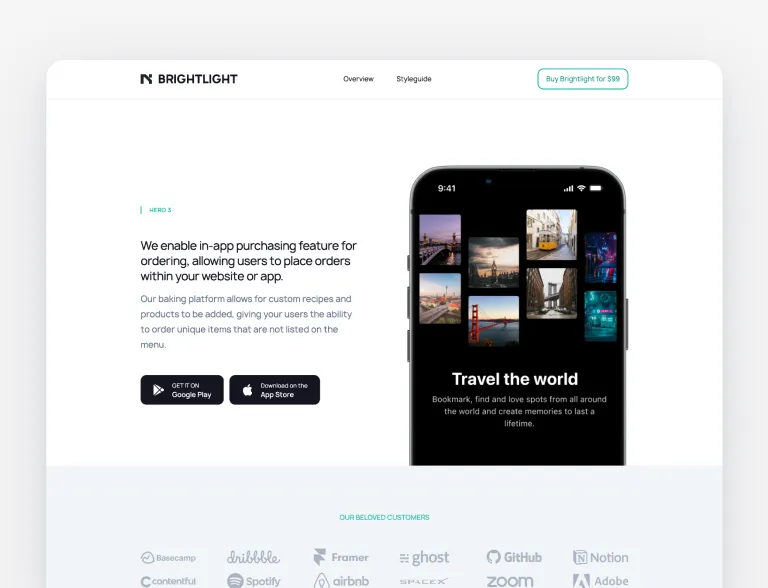 BRIGHTLIGHT
Overview
Styleguide
Buy Brightlight for $99
HERO 3
We enable in-app purchasing feature for
ordering, allowing users to place orders
within your website or app.
Our baking platform allows for custom recipes and
products to be added, giving your users the ability
to order unique items that are not listed on the
menu.
GET IT ON
Google Play
Download on the
App Store
9:41
Travel the world
Bookmark, find and love spots from all around
the world and create memories to last a
lifetime.
OUR BELOVED CUSTOMERS
Basecamp
dribbble
Framer
ghost
GitHub
Notion
contentful
Spotify
airbnb
SPACEX
zoom
Adobe